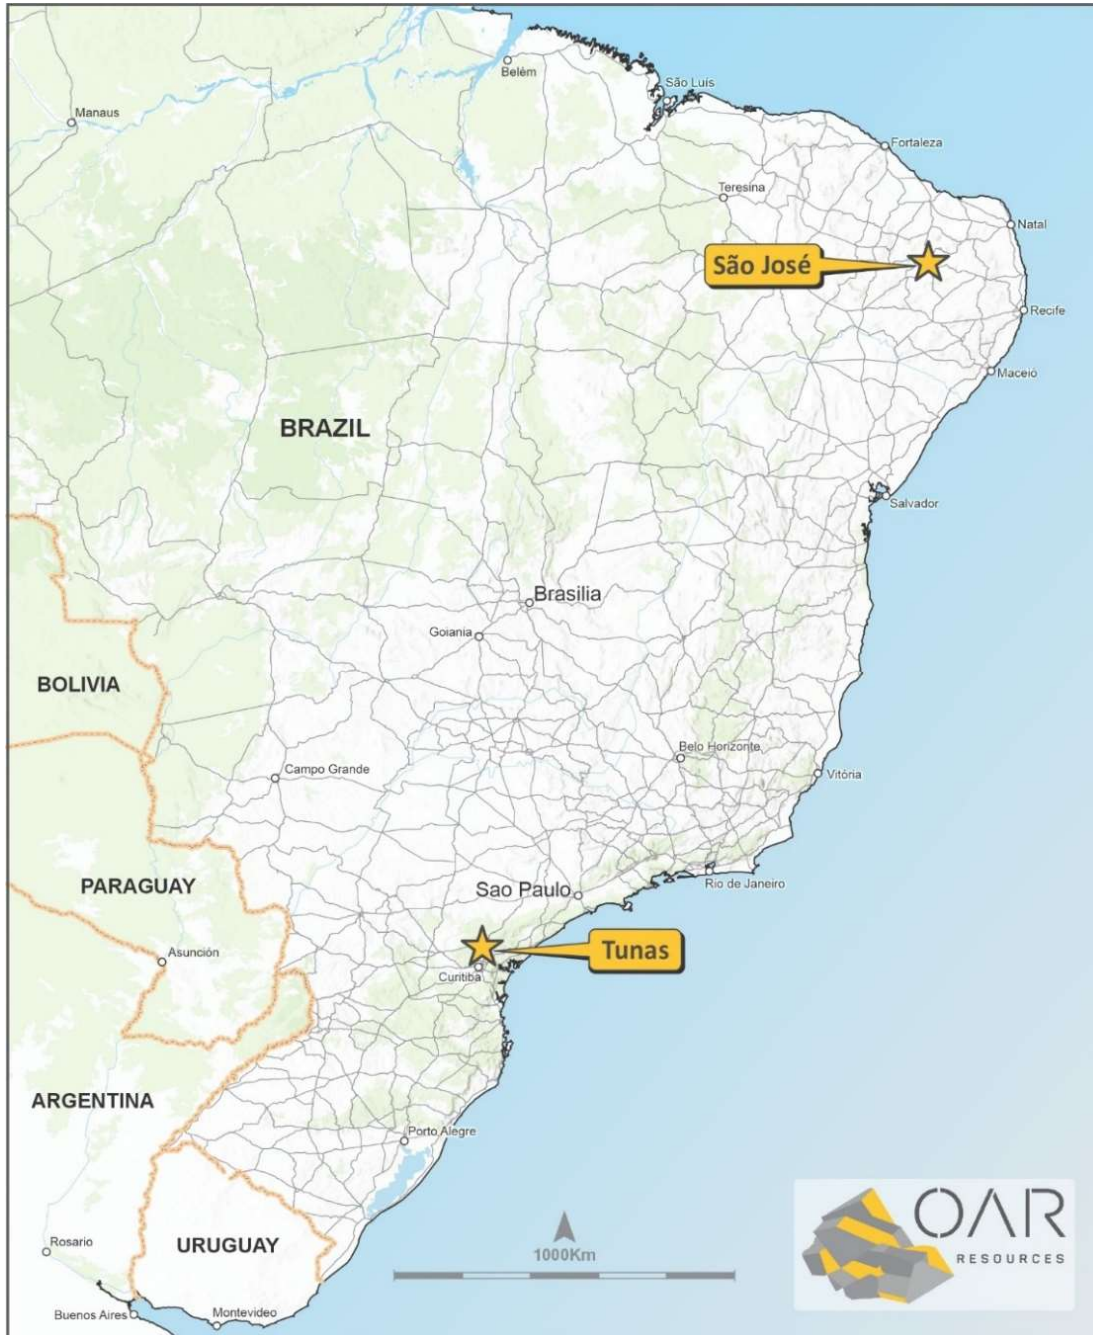 Belém
São Luís
Manaus
Fortaleza
Teresina
Natal
São José
Recife
Maceió
BRAZIL
Salvador
Brasilia
Goiania
BOLIVIA
Belo Horizonte
Campo Grande
Vitória
PARAGUAY
Sao Paulo
Rio de Janeiro
Asunción
Tunas
Curitiba
ARGENTINA
Porto Alegre
OAR
RESOURCES
Rosario
URUGUAY
1000Km
Buenos Aires
Montevideo